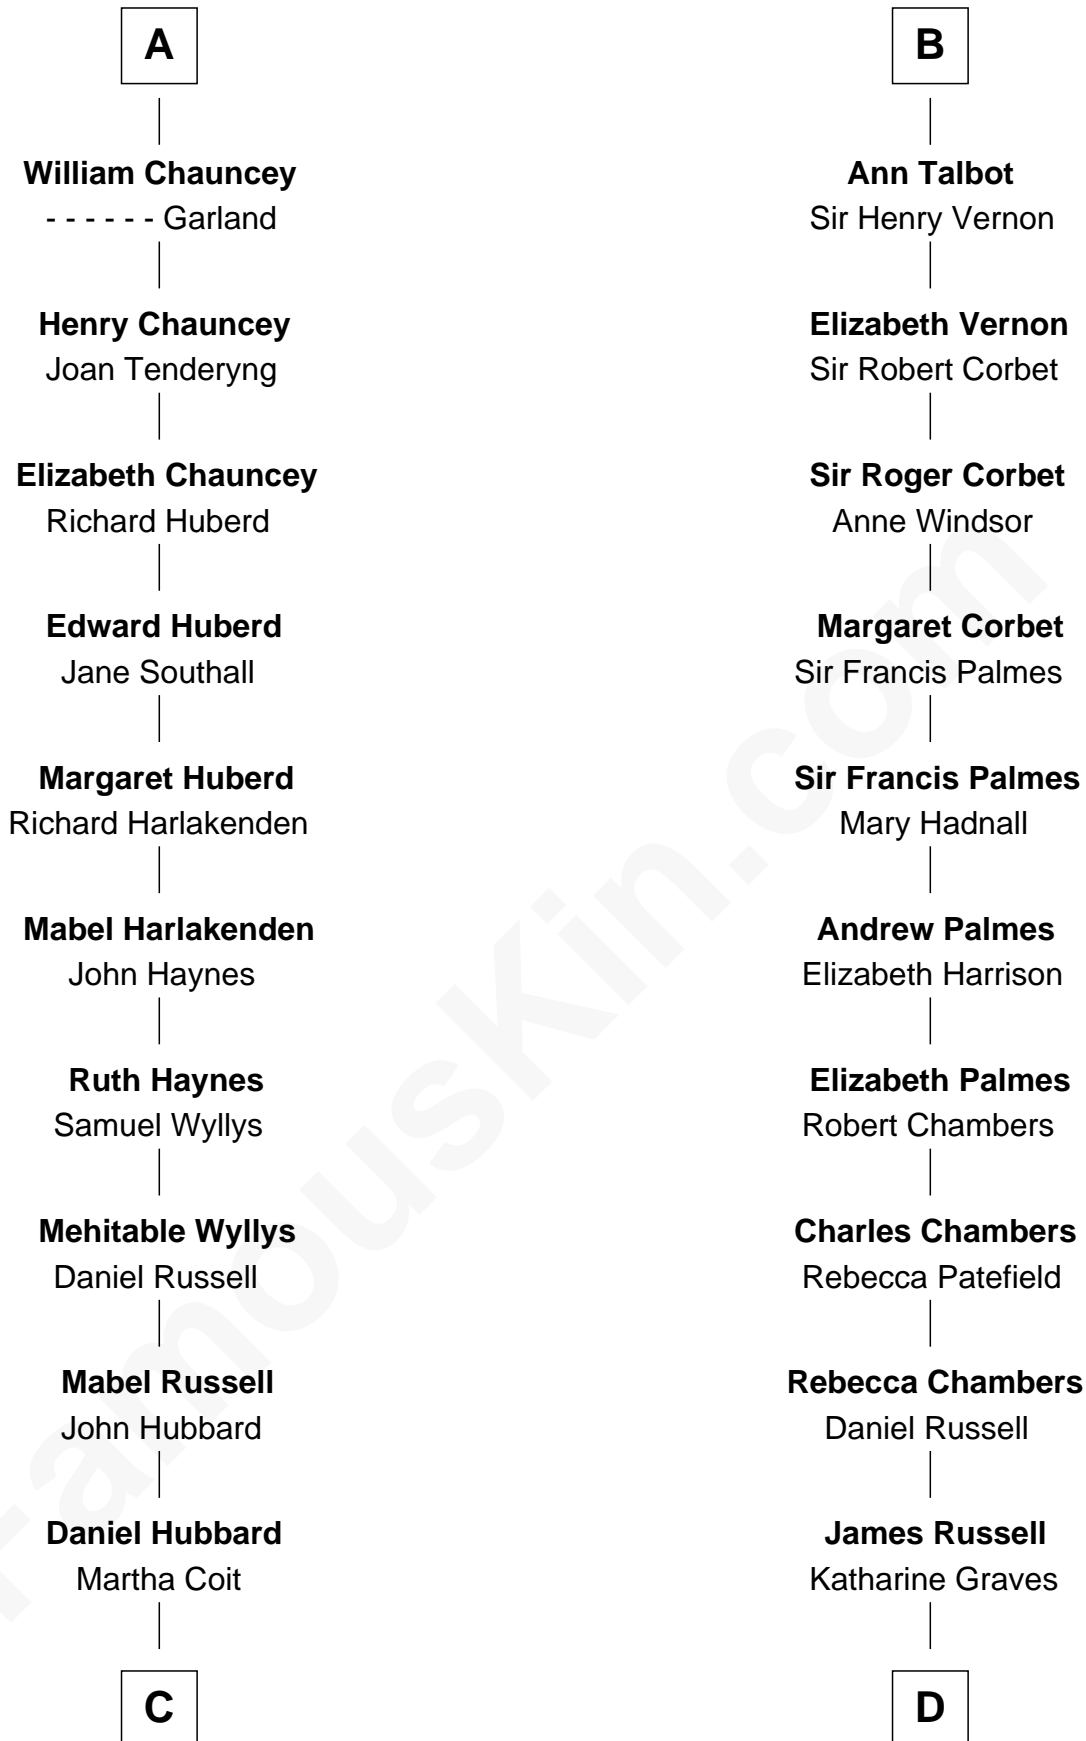 A
William Chauncey
- - - - - - Garland
Henry Chauncey
Joan Tenderyng
Elizabeth Chauncey
Richard Huberd
Edward Huberd
Jane Southall
Margaret Huberd
Richard Harlakenden
Mabel Harlakenden
John Haynes
Ruth Haynes
Samuel Wyllys
Mehitable Wyllys
Daniel Russell
Mabel Russell
John Hubbard
Daniel Hubbard
Martha Coit
C
B
Ann Talbot
Sir Henry Vernon
Elizabeth Vernon
Sir Robert Corbet
Sir Roger Corbet
Anne Windsor
Margaret Corbet
Sir Francis Palmes
Sir Francis Palmes
Mary Hadnall
Andrew Palmes
Elizabeth Harrison
Elizabeth Palmes
Robert Chambers
Charles Chambers
Rebecca Patefield
Rebecca Chambers
Daniel Russell
James Russell
Katharine Graves
D
FamousKin.com